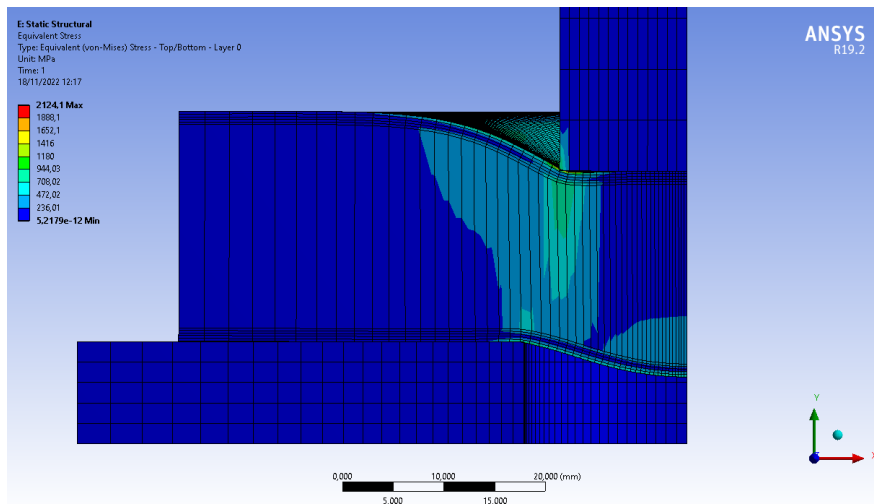 E: Static Structural
Equivalent Stress
Type: Equivalent (von-Mises) Stress - Top/Bottom - Layer 0
Unit: MPa
Time: 1
18/11/2022 12:17
ANSYS
R19.2
2124,1 Max
1888,1
1652,1
1416
1180
944,03
708,02
472,02
236,01
5,2179e-12 Min
Y
X
0,000 10,000 20,000 (mm)
5,000 15,000